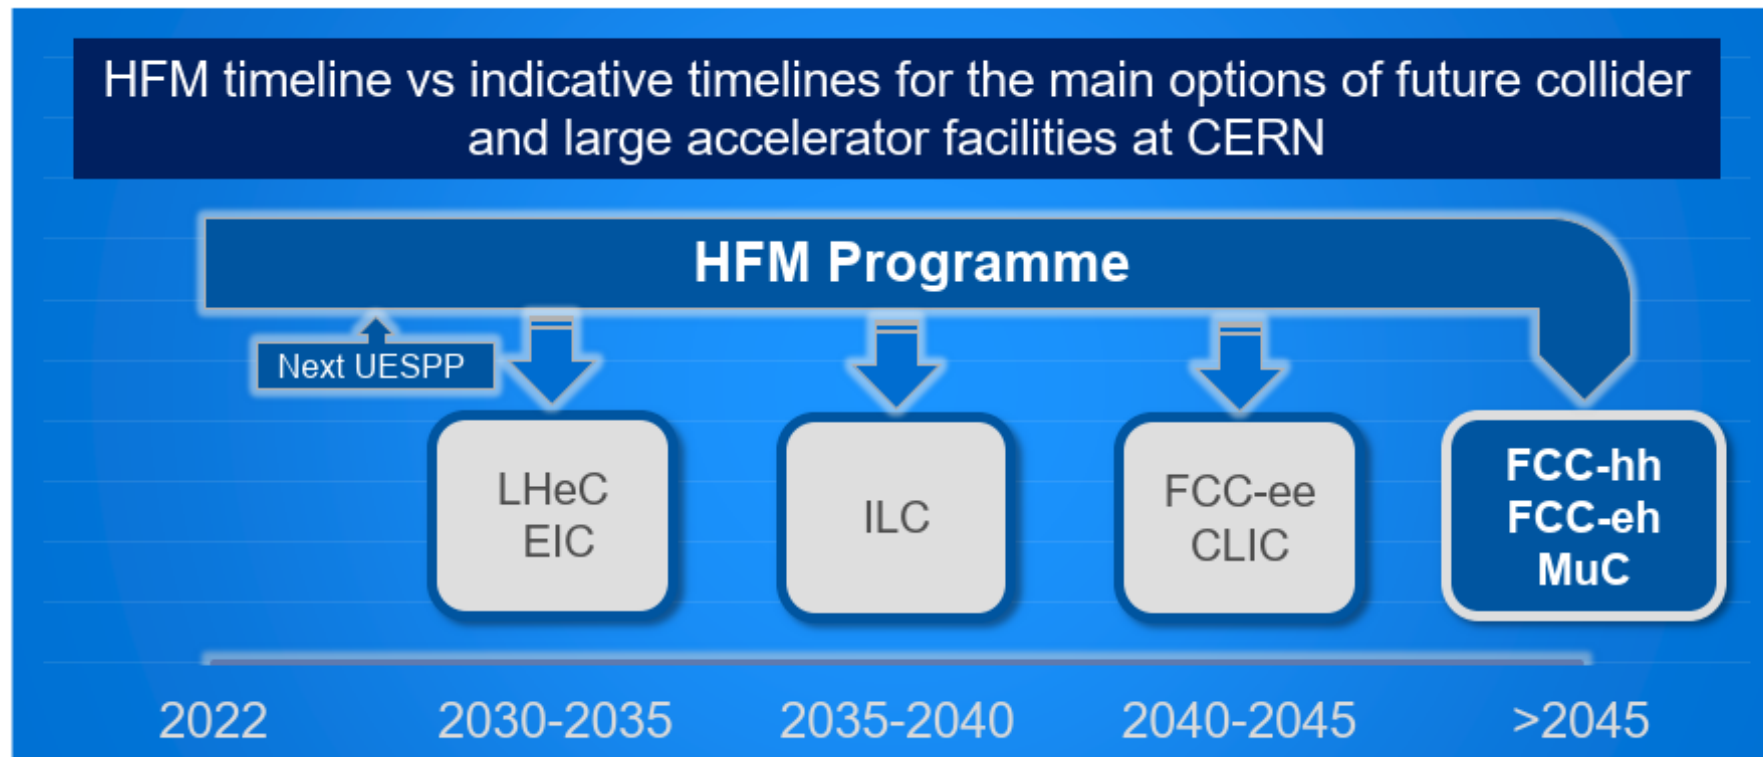 HFM timeline vs indicative timelines for the main options of future collider
and large accelerator facilities at CERN
HFM Programme
Next UESPP
LHeC
EIC
ILC
FCC-ee
CLIC
FCC-hh
FCC-eh
MuC
2022
2030-2035
2035-2040
2040-2045
>2045